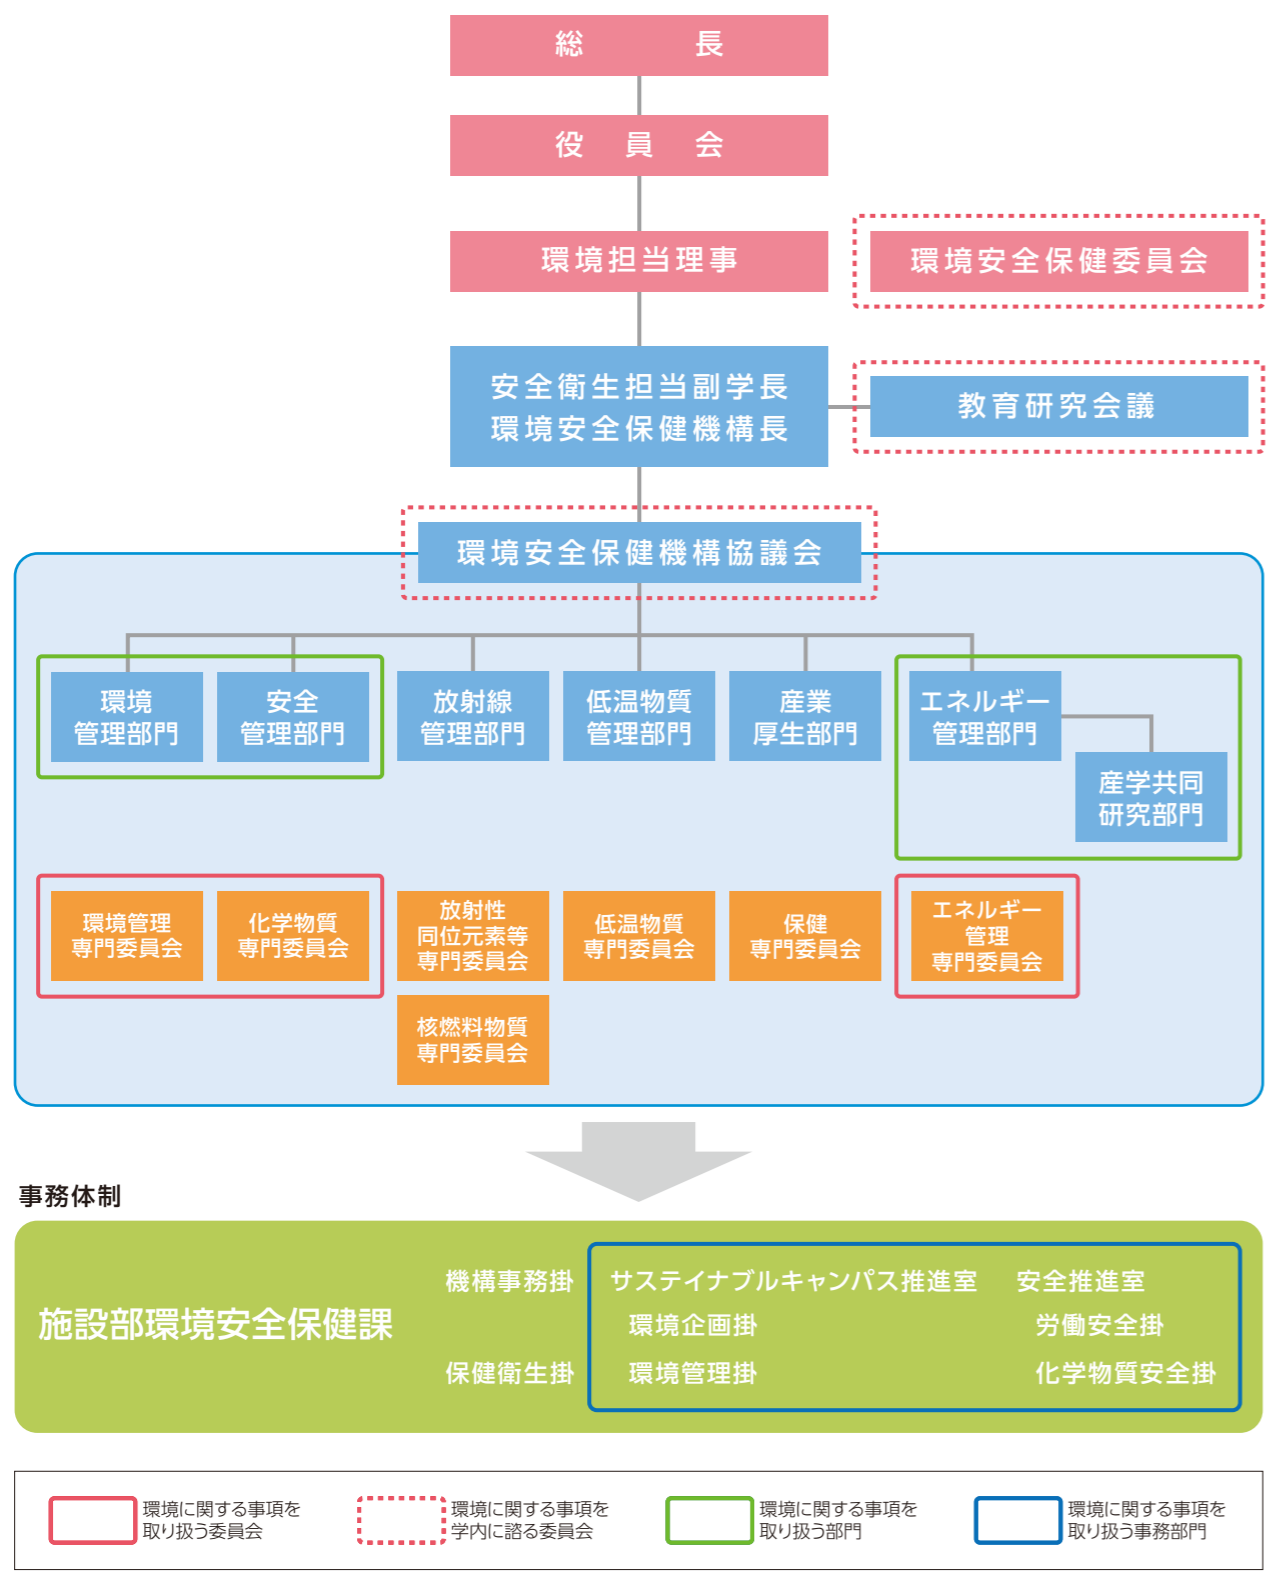 総長
役員会
環境担当理事
環境安全保健委員会
安全衛生担当副学長
環境安全保健機構長
教育研究会議
環境安全保健機構協議会
環境
管理部門
安全
管理部門
放射線
管理部門
低温物質
管理部門
産業
厚生部門
エネルギー
管理部門
産学共同
研究部門
環境管理
専門委員会
化学物質
専門委員会
放射性
同位元素等
専門委員会
低温物質
専門委員会
保健
専門委員会
エネルギー
管理
専門委員会
核燃料物質
専門委員会
事務体制
施設部環境安全保健課
機構事務掛
保健衛生掛
サステイナブルキャンパス推進室
環境企画掛
環境管理掛
安全推進室
労働安全掛
化学物質安全掛
環境に関する事項を
取り扱う委員会
環境に関する事項を
学内に諮る委員会
環境に関する事項を
取り扱う部門
環境に関する事項を
取り扱う事務部門